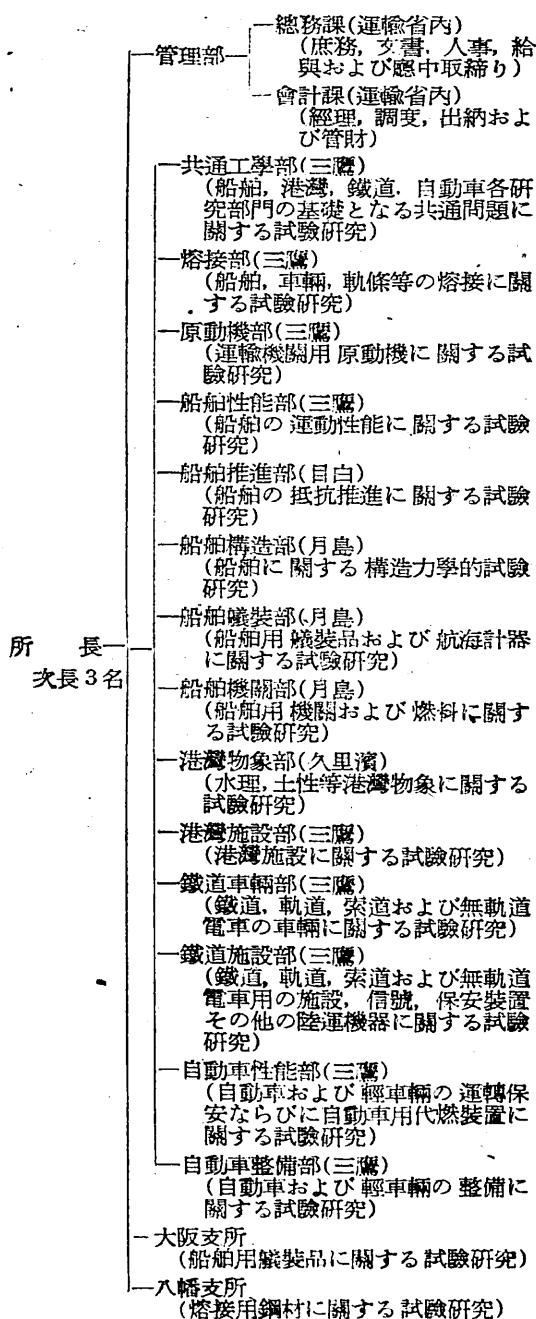 總務課(運輸省内)
(庶務, 文書, 人事, 給
與および應中取締り)
管理部
會計課(運輸省内)
(經理, 調度, 出納およ
び管財)
共通工學部(三鷹)
(船舶, 港灣, 鐵道, 自動車各研
究部門の基礎となる共通問題に
關する試驗研究)
熔接部(三鷹)
(船舶, 車輛, 軌條等の熔接に關
する試驗研究)
原動機部(三鷹)
(運輸機關用原動機に關する試
驗研究)
船舶性能部(三鷹)
(船舶の運動性能に關する試驗
研究)
船舶推進部(目白)
(船舶の抵抗推進に關する試驗
研究)
船舶構造部(月島)
(船舶に關する構造力學的試驗
研究)
船舶艤裝部(月島)
(船舶用艤裝品および航海計器
に關する試驗研究)
所長
次長3名
船舶機關部(月島)
(船舶用機關および燃料に關す
る試驗研究)
港灣物象部(久里濱)
(水理, 土性等港灣物象に關する
試驗研究)
港灣施設部(三鷹)
(港灣施設に關する試驗研究)
鐵道車輛部(三鷹)
(鐵道, 軌道, 索道および無軌道
電車の車輛に關する試驗研究)
鐵道施設部(三鷹)
(鐵道, 軌道, 索道および無軌道
電車用の施設, 信號, 保安裝置
その他の陸運機器に關する試驗
研究)
自動車性能部(三鷹)
(自動車および輕車輛の運轉保
安ならびに自動車用代燃裝置に
關する試驗研究)
自動車整備部(三鷹)
(自動車および輕車輛の整備に
關する試驗研究)
大阪支所
(船舶用艤裝品に關する試驗研究)
八幡支所
(熔接用鋼材に關する試驗研究)